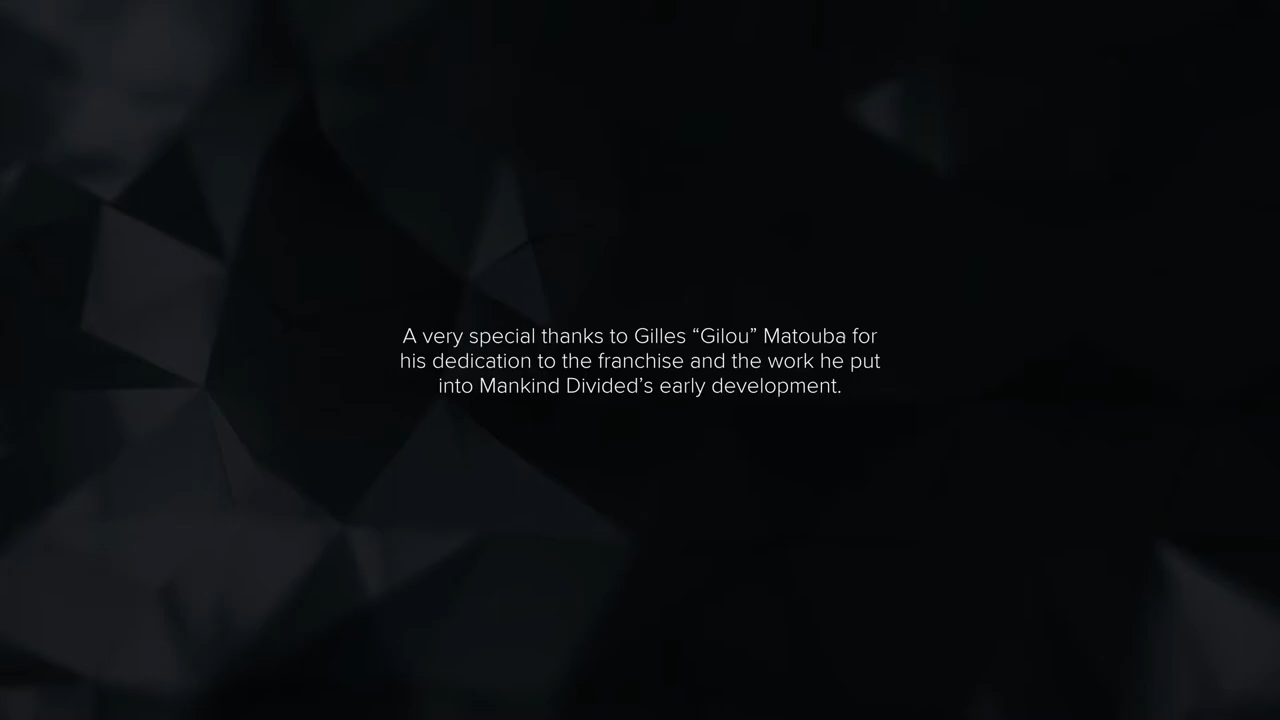 A very special thanks to Gilles “Gilou” Matouba for
his dedication to the franchise and the work he put
into Mankind Divided’s early development.